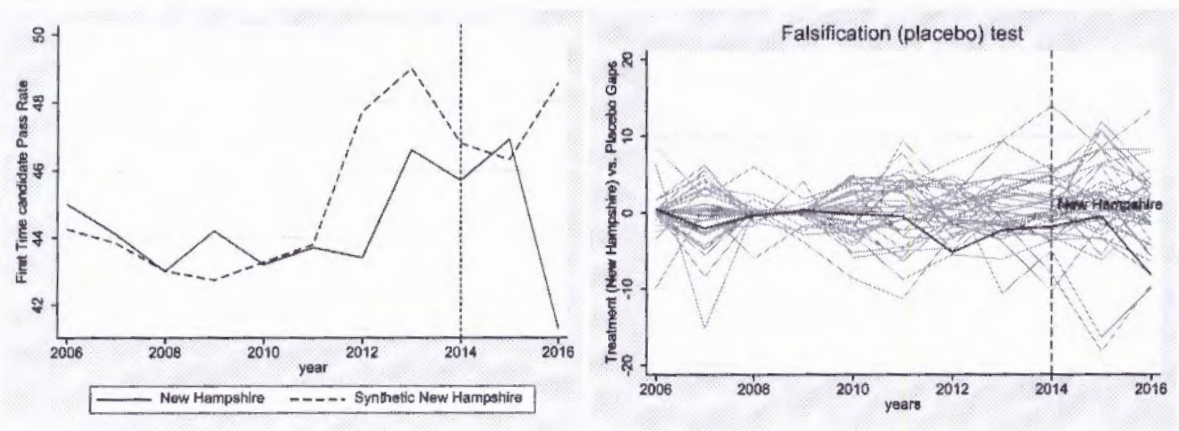 First Time candidate Pass Rate
50
48
46
44
42
2006
2008
2010
2012
2014
2016
year
New Hampshire
Synthetic New Hampshire
Falsification (placebo) test
Treatment (New Hampshire) vs. Placebo Gaps
20
10
0
-10
-20
New Hampshire
2006
2008
2010
2012
2014
2016
years